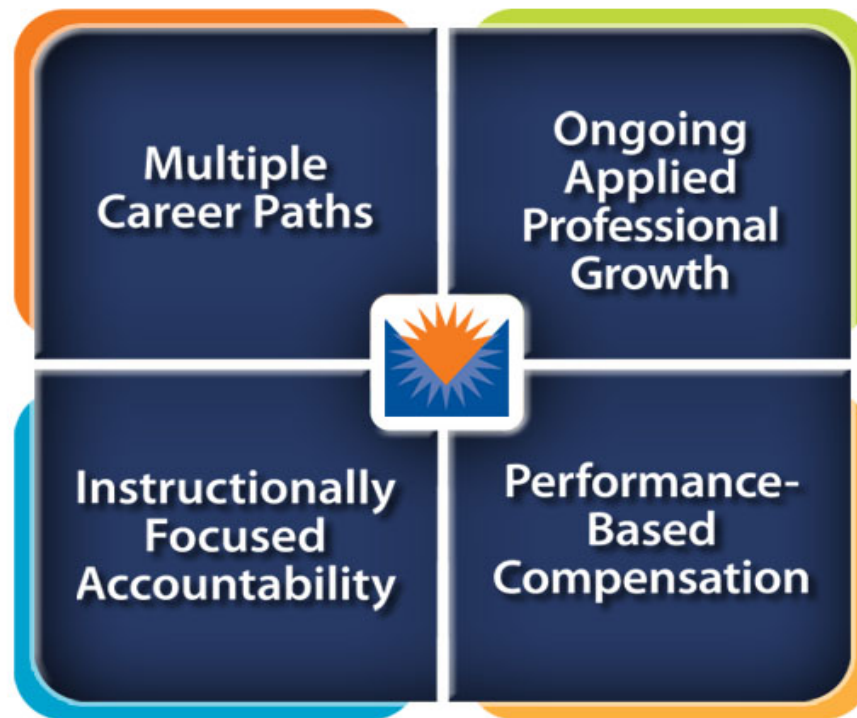 Multiple
Career Paths
Ongoing
Applied
Professional
Growth
Instructionally
Focused
Accountability
Performance-
Based
Compensation